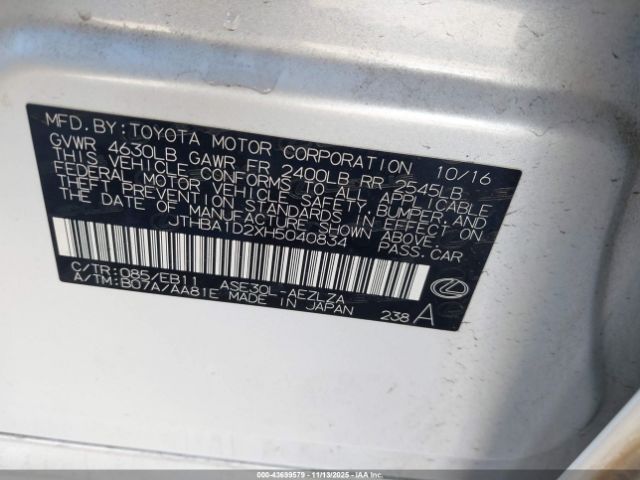 MFD.BY:TOYOTA MOTOR CORPORATION 10/16
GVWR 4630LB GAWR FR 2400LB RR 2545LB
THIS VEHICLE CONFORMS TO ALL APPLICABLE
FEDERAL MOTOR VEHICLE SAFETY,BUMPER,AND
THEFT PREVENTION STANDARDS IN EFFECT ON
THE DATE OF MANUFACTURE SHOWN ABOVE.
JTHBA1D2XH5040834 PASS.CAR
C/TR:085/EB11 ASE30L-AEZLZA
A/TM:B07A/AA81E MADE IN JAPAN 238 A
Stock: 00-43699579 - 11/13/2025 - IAA, Inc.